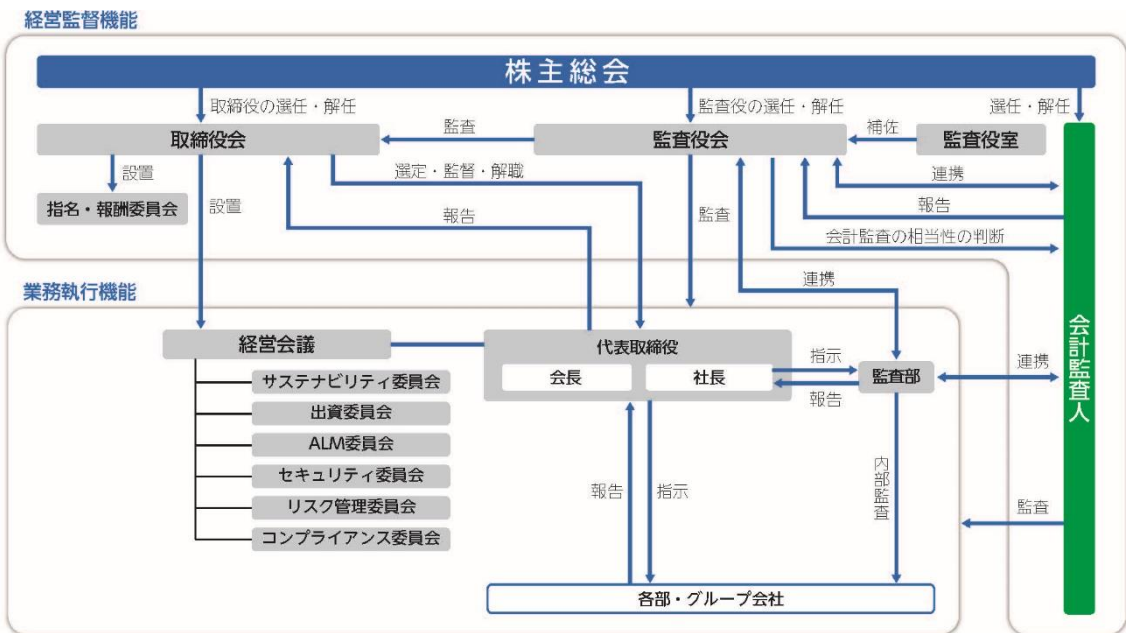 経営監督機能
株主総会
取締役の選任・解任
監査役の選任・解任
選任・解任
取締役会
監査
監査役会
補佐
監査役室
設置
選定・監督・解職
連携
指名・報酬委員会
設置
報告
監査
報告
会計監査の相当性の判断
連携
業務執行機能
会計監査人
経営会議
代表取締役
会長
社長
指示
報告
監査部
連携
サステナビリティ委員会
出資委員会
ALM委員会
セキュリティ委員会
リスク管理委員会
コンプライアンス委員会
報告
指示
内部監査
監査
各部・グループ会社